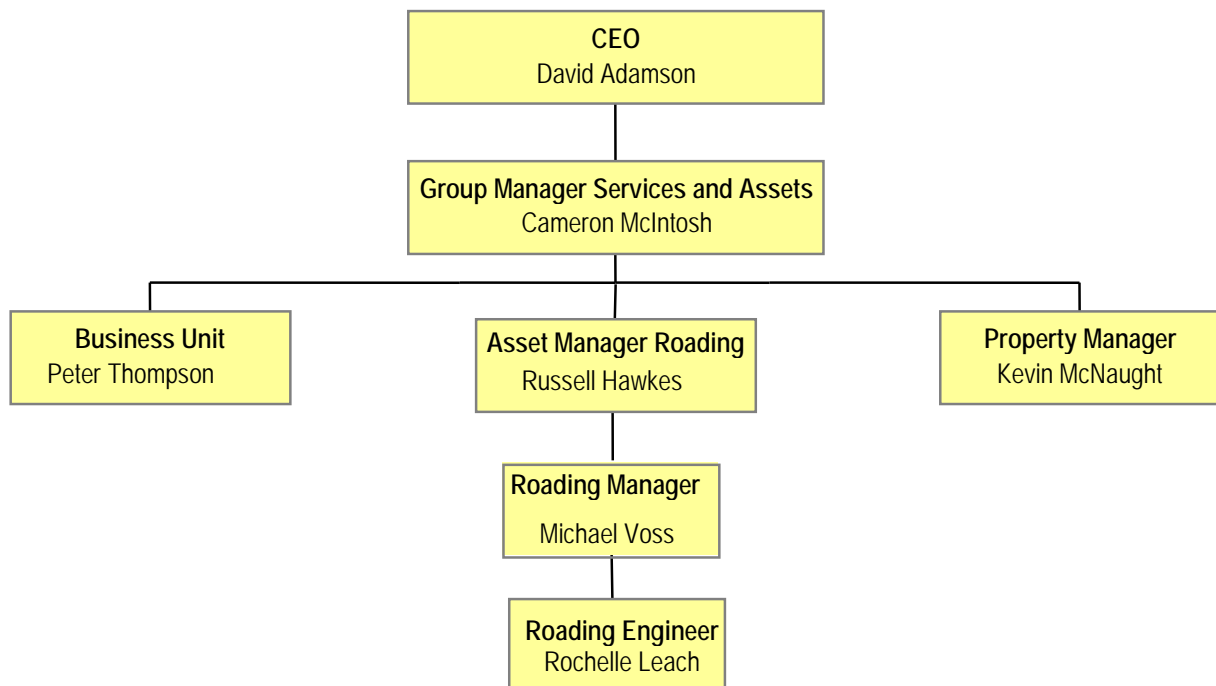 CEO
David Adamson
Group Manager Services and Assets
Cameron McIntosh
Business Unit
Peter Thompson
Asset Manager Roading
Russell Hawkes
Property Manager
Kevin McNaught
Roading Manager
Michael Voss
Roading Engineer
Rochelle Leach